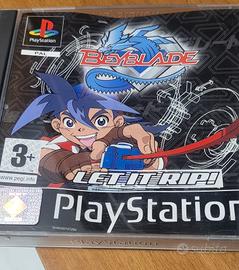 PlayStation
PAL
BEYBLADE
3+
www.pegi.info
LET IT RIP!
PlayStation